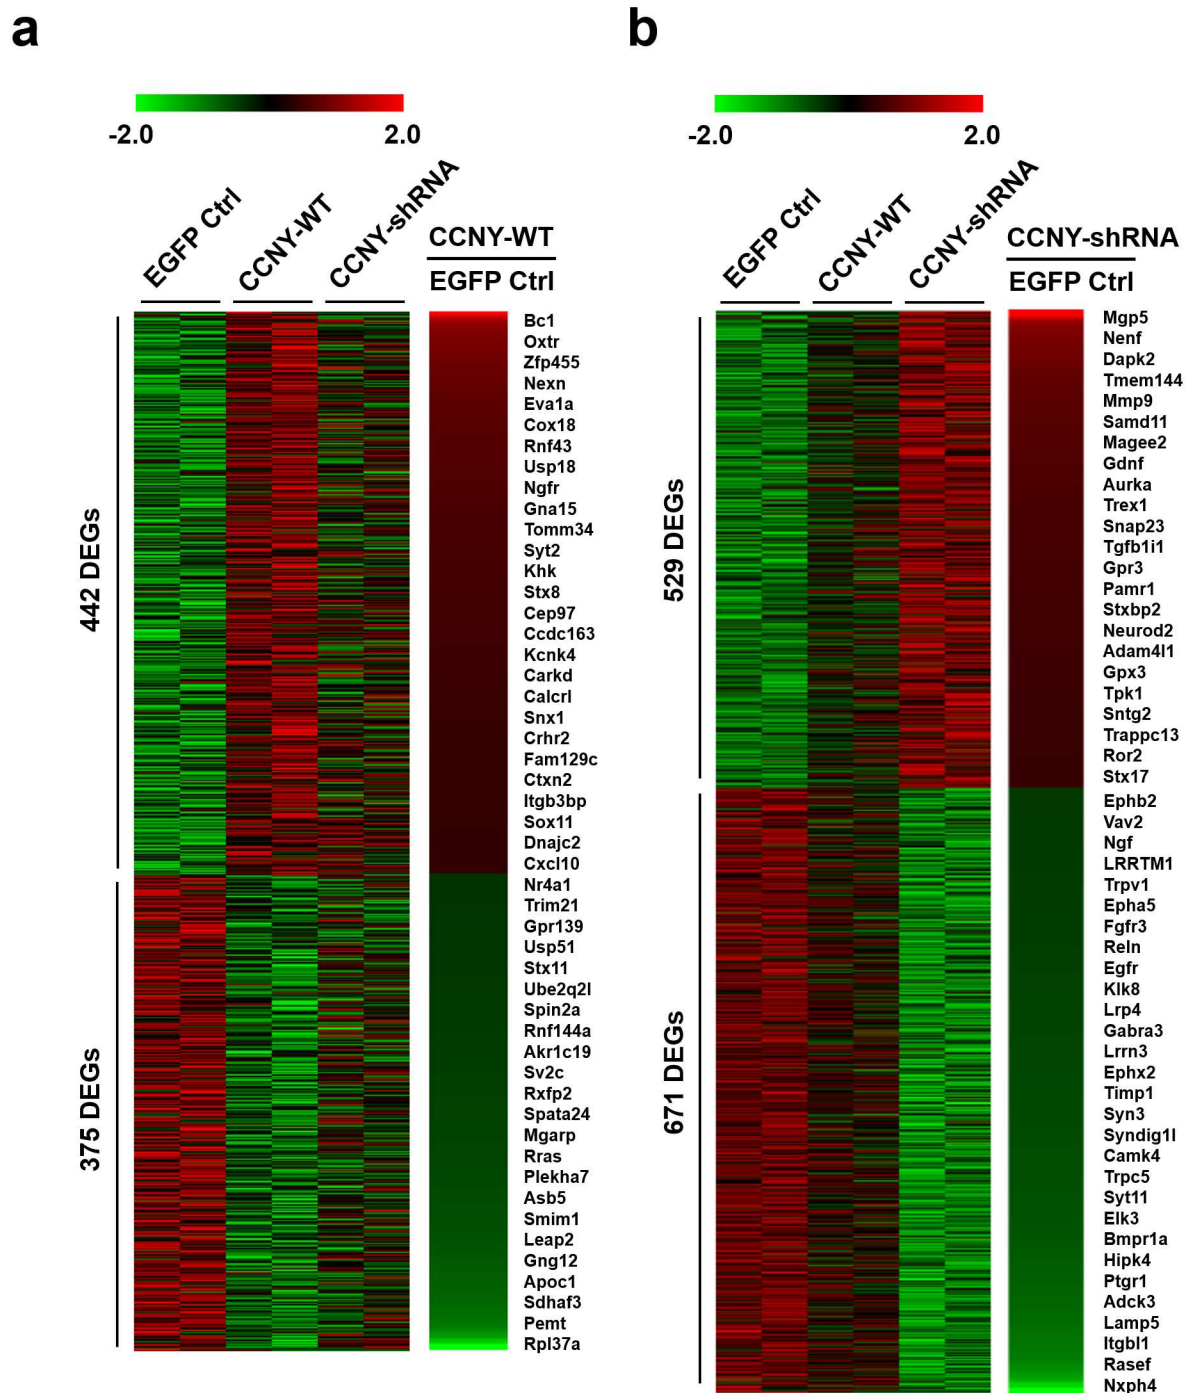 a
-2.0 2.0
EGFP Ctrl
CCNY-WT
CCNY-shRNA
CCNY-WT
EGFP Ctrl
442 DEGs
375 DEGs
Bc1
Oxtr
Zfp455
Nexn
Eva1a
Cox18
Rnf43
Usp18
Ngfr
Gna15
Tomm34
Syt2
Khk
Stx8
Cep97
Ccdc163
Kcnk4
Carkd
Calcrl
Snx1
Crhr2
Fam129c
Ctxn2
Itgb3bp
Sox11
Dnajc2
Cxcl10
Nr4a1
Trim21
Gpr139
Usp51
Stx11
Ube2q2l
Spin2a
Rnf144a
Akr1c19
Sv2c
Rxfp2
Spata24
Mgarp
Rras
Plekha7
Asb5
Smim1
Leap2
Gng12
Apoc1
Sdhaf3
Pemt
Rpl37a
b
-2.0 2.0
EGFP Ctrl
CCNY-WT
CCNY-shRNA
CCNY-shRNA
EGFP Ctrl
529 DEGs
671 DEGs
Mgp5
Nenf
Dapk2
Tmem144
Mmp9
Samd11
Magee2
Gdnf
Aurka
Trex1
Snap23
Tgfb1i1
Gpr3
Pamr1
Stxbp2
Neurod2
Adam4l1
Gpx3
Tpk1
Sntg2
Trappc13
Ror2
Stx17
Ephb2
Vav2
Ngf
LRRTM1
Trpv1
Epha5
Fgfr3
Reln
Egfr
Klk8
Lrp4
Gabra3
Lrrn3
Ephx2
Timp1
Syn3
Syndig1l
Camk4
Trpc5
Syt11
Elk3
Bmpr1a
Hipk4
Ptgr1
Adck3
Lamp5
Itgbl1
Rasef
Nxph4